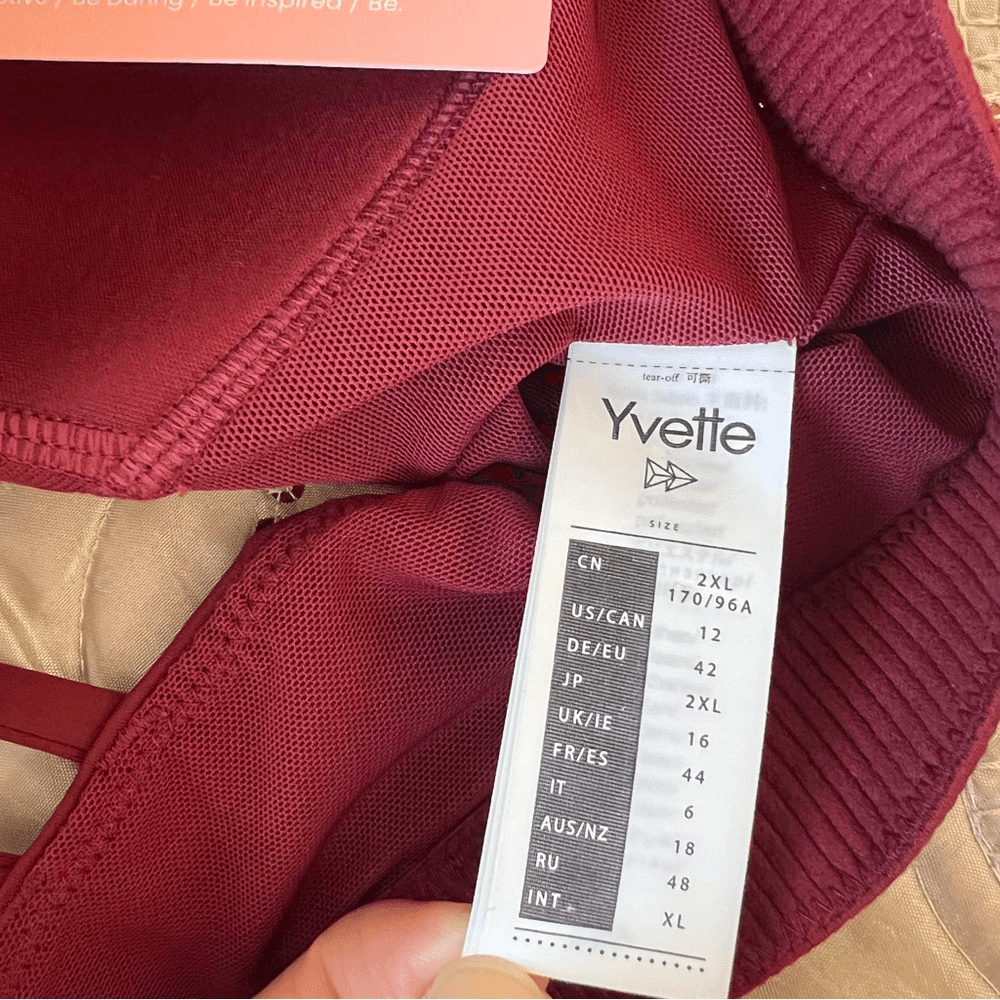 / Be Daring / Be Inspired / Be.
tear-off 可撕
Yvette
SIZE
CN 2XL
170/96A
US/CAN 12
DE/EU 42
JP 2XL
UK/IE 16
FR/ES 44
IT 6
AUS/NZ 18
RU 48
INT XL